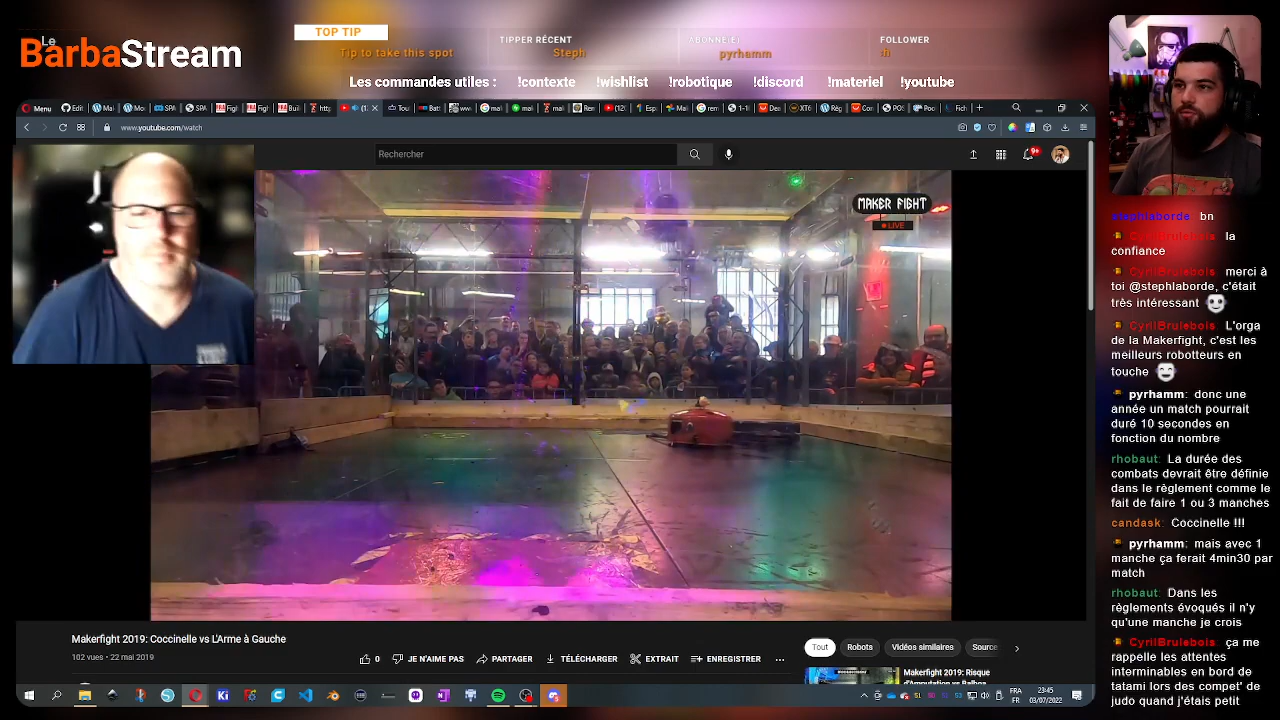 Le
BarbaStream
TOP TIP
Tip to take this spot
TIPPER RÉCENT
Steph
ABONNÉ(E)
pyrhamm
FOLLOWER
Les commandes utiles : !contexte !wishlist !robotique !discord !materiel !youtube
Menu
www.youtube.com/watch
Rechercher
9+
MAKER FIGHT
LIVE
Makerfight 2019: Coccinelle vs L'Arme à Gauche
102 vues • 22 mai 2019
0 JE N'AIME PAS PARTAGER TÉLÉCHARGER EXTRAIT ENREGISTRER
Tout Robots Vidéos similaires Source
Makerfight 2019: Risque
d'Amputation vs Balboa
FRA
FR
23:45
03/07/2022
stephlaborde bn
CyrilBrulebois la
confiance
CyrilBrulebois merci à
toi @stephlaborde, c'était
très intéressant
CyrilBrulebois L'orga
de la Makerfight, c'est les
meilleurs robotteurs en
touche
pyrhamm: donc une
année un match pourrait
duré 10 secondes en
fonction du nombre
rhobaut: La durée des
combats devrait être définie
dans le règlement comme le
fait de faire 1 ou 3 manches
candask: Coccinelle !!!
pyrhamm: mais avec 1
manche ça ferait 4min30 par
match
rhobaut: Dans les
règlements évoqués il n'y
qu'une manche je crois
CyrilBrulebois ça me
rappelle les attentes
interminables en bord de
tatami lors des compet' de
judo quand j'étais petit